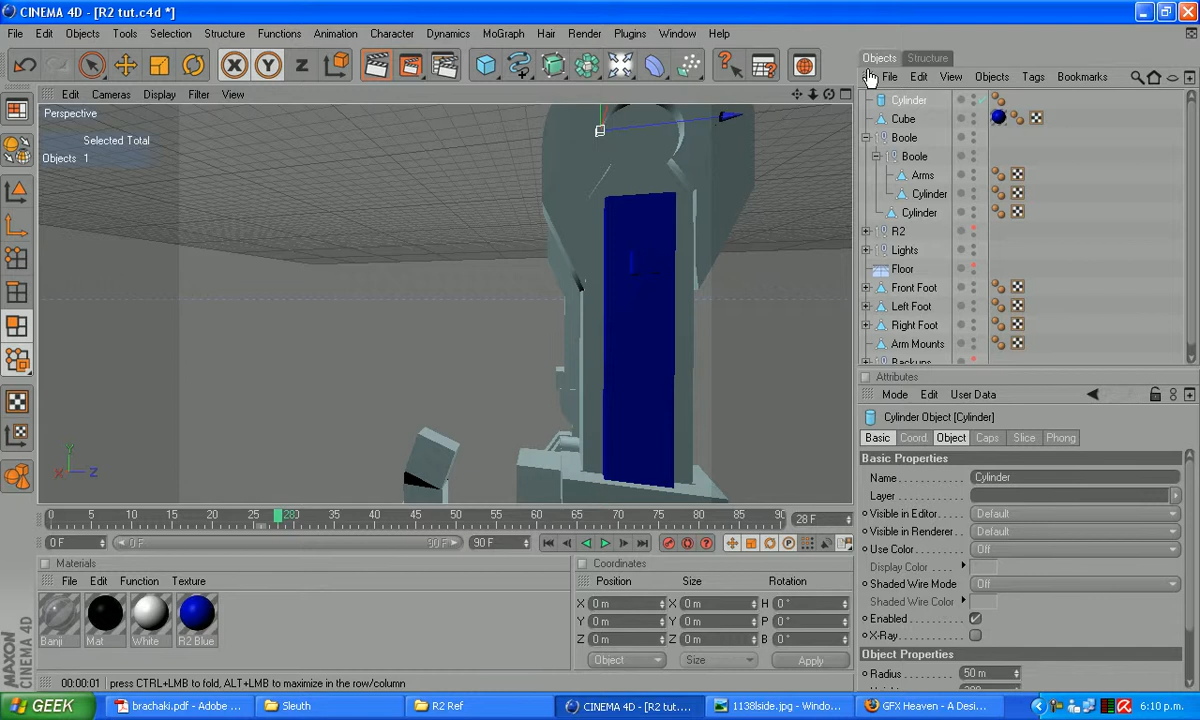 CINEMA 4D - [R2 tut.c4d *]
File Edit Objects Tools Selection Structure Functions Animation Character Dynamics MoGraph Hair Render Plugins Window Help
Objects Structure
File Edit View Objects Tags Bookmarks
Edit Cameras Display Filter View
Perspective
Selected Total
Objects 1
Cylinder
Cube
Boole
Boole
Arms
Cylinder
Cylinder
R2
Lights
Floor
Front Foot
Left Foot
Right Foot
Arm Mounts
Backups
Y
X Z
Attributes
Mode Edit User Data
Cylinder Object [Cylinder]
Basic Coord. Object Caps Slice Phong
Basic Properties
Name Cylinder
Layer
Visible in Editor Default
Visible in Renderer Default
Use Color Off
Display Color
Shaded Wire Mode Off
Shaded Wire Color
Enabled
X-Ray
Object Properties
Radius 50 m
0 5 10 15 20 25 280 35 40 45 50 55 60 65 70 75 80 85 90 28 F
0 F 0 F 90 F 90 F
Materials
File Edit Function Texture
Banji Mat White R2 Blue
Coordinates
Position Size Rotation
X 0 m X 0 m H 0 °
Y 0 m Y 0 m P 0 °
Z 0 m Z 0 m B 0 °
Object Size Apply
MAXON
CINEMA 4D
00:00:01 press CTRL+LMB to fold, ALT+LMB to maximize in the row/column
GEEK brachaki.pdf - Adobe ... Sleuth R2 Ref CINEMA 4D - [R2 tut.... 1138lside.jpg - Windo... GFX Heaven - A Desi... 6:10 p.m.